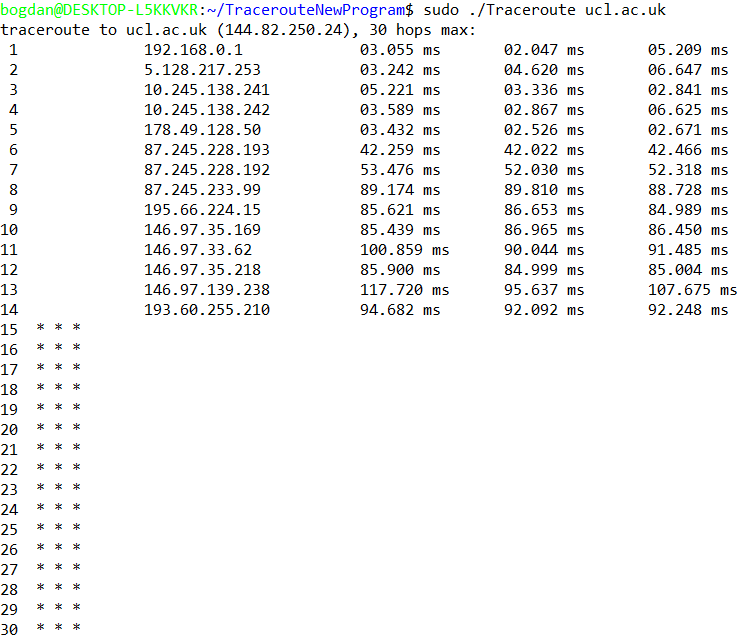 bogdan@DESKTOP-L5KKVKR:~/TracerouteNewProgram$ sudo ./Traceroute ucl.ac.uk
traceroute to ucl.ac.uk (144.82.250.24), 30 hops max:
1 192.168.0.1 03.055 ms 02.047 ms 05.209 ms
2 5.128.217.253 03.242 ms 04.620 ms 06.647 ms
3 10.245.138.241 05.221 ms 03.336 ms 02.841 ms
4 10.245.138.242 03.589 ms 02.867 ms 06.625 ms
5 178.49.128.50 03.432 ms 02.526 ms 02.671 ms
6 87.245.228.193 42.259 ms 42.022 ms 42.466 ms
7 87.245.228.192 53.476 ms 52.030 ms 52.318 ms
8 87.245.233.99 89.174 ms 89.810 ms 88.728 ms
9 195.66.224.15 85.621 ms 86.653 ms 84.989 ms
10 146.97.35.169 85.439 ms 86.965 ms 86.450 ms
11 146.97.33.62 100.859 ms 90.044 ms 91.485 ms
12 146.97.35.218 85.900 ms 84.999 ms 85.004 ms
13 146.97.139.238 117.720 ms 95.637 ms 107.675 ms
14 193.60.255.210 94.682 ms 92.092 ms 92.248 ms
15 * * *
16 * * *
17 * * *
18 * * *
19 * * *
20 * * *
21 * * *
22 * * *
23 * * *
24 * * *
25 * * *
26 * * *
27 * * *
28 * * *
29 * * *
30 * * *